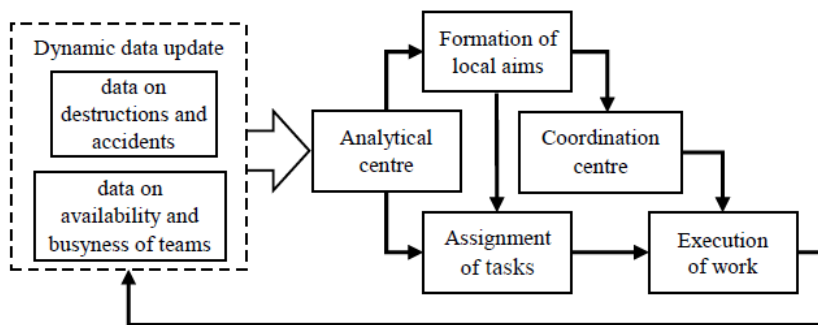 Dynamic data update
data on
destructions and
accidents
data on
availability and
busyness of teams
Analytical
centre
Formation of
local aims
Coordination
centre
Assignment
of tasks
Execution
of work